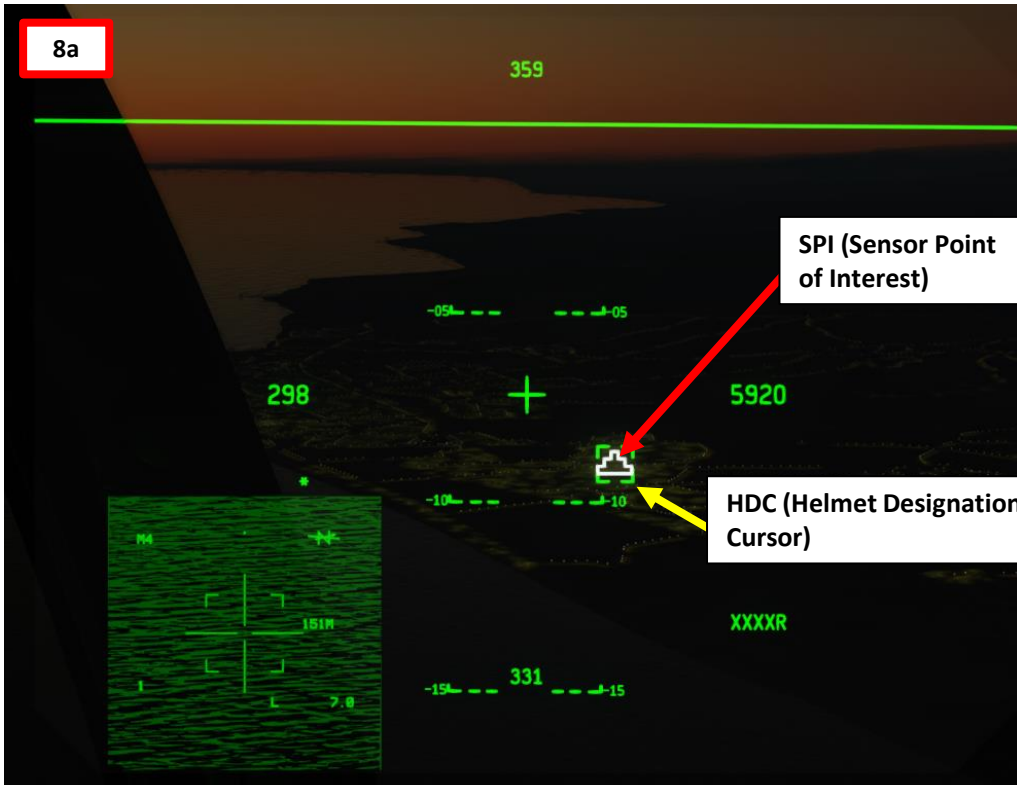 8a
359
SPI (Sensor Point
of Interest)
-05 -05
298
5920
-10 -10
HDC (Helmet Designation
Cursor)
M4
N
151M
XXXXR
1
L 7.0
331
-15 -15